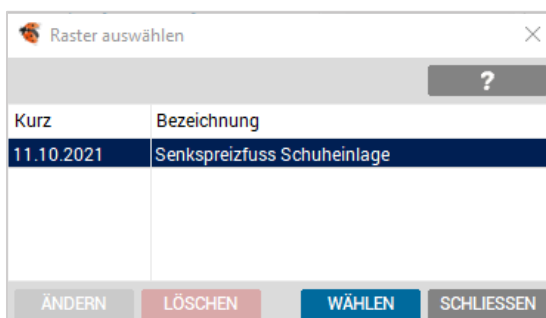 Raster auswählen
?
Kurz Bezeichnung
11.10.2021 Senkspreizfuss Schuheinlage
ÄNDERN LÖSCHEN WÄHLEN SCHLIESSEN